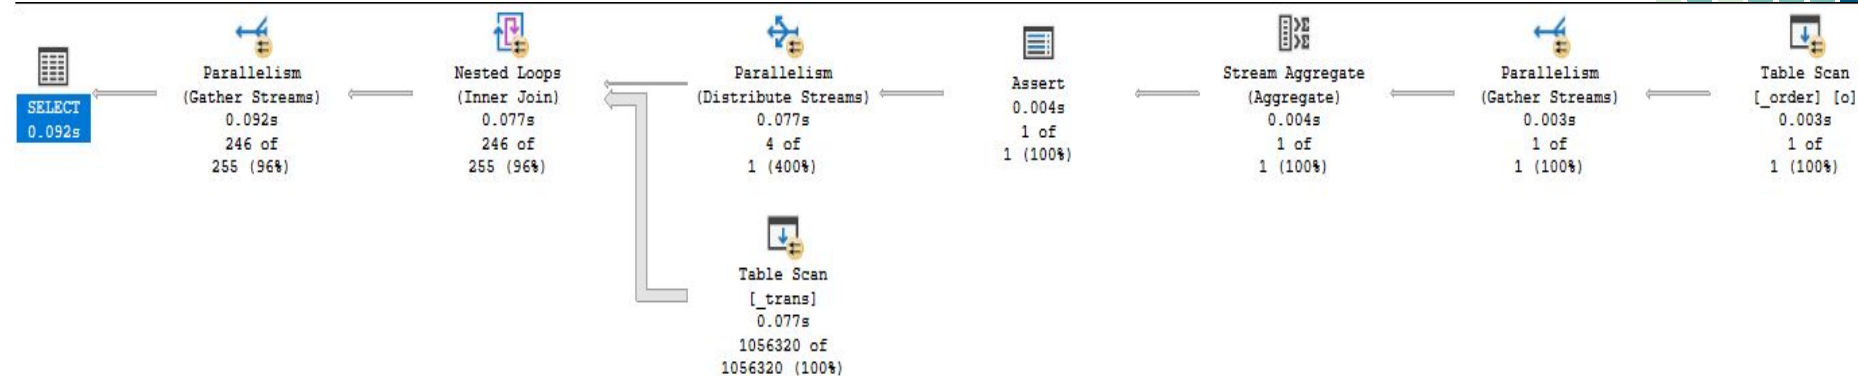 SELECT
0.092s
Parallelism
(Gather Streams)
0.092s
246 of
255 (96%)
Nested Loops
(Inner Join)
0.077s
246 of
255 (96%)
Parallelism
(Distribute Streams)
0.077s
4 of
1 (400%)
Assert
0.004s
1 of
1 (100%)
Stream Aggregate
(Aggregate)
0.004s
1 of
1 (100%)
Parallelism
(Gather Streams)
0.003s
1 of
1 (100%)
Table Scan
[_order] [o]
0.003s
1 of
1 (100%)
Table Scan
[_trans]
0.077s
1056320 of
1056320 (100%)